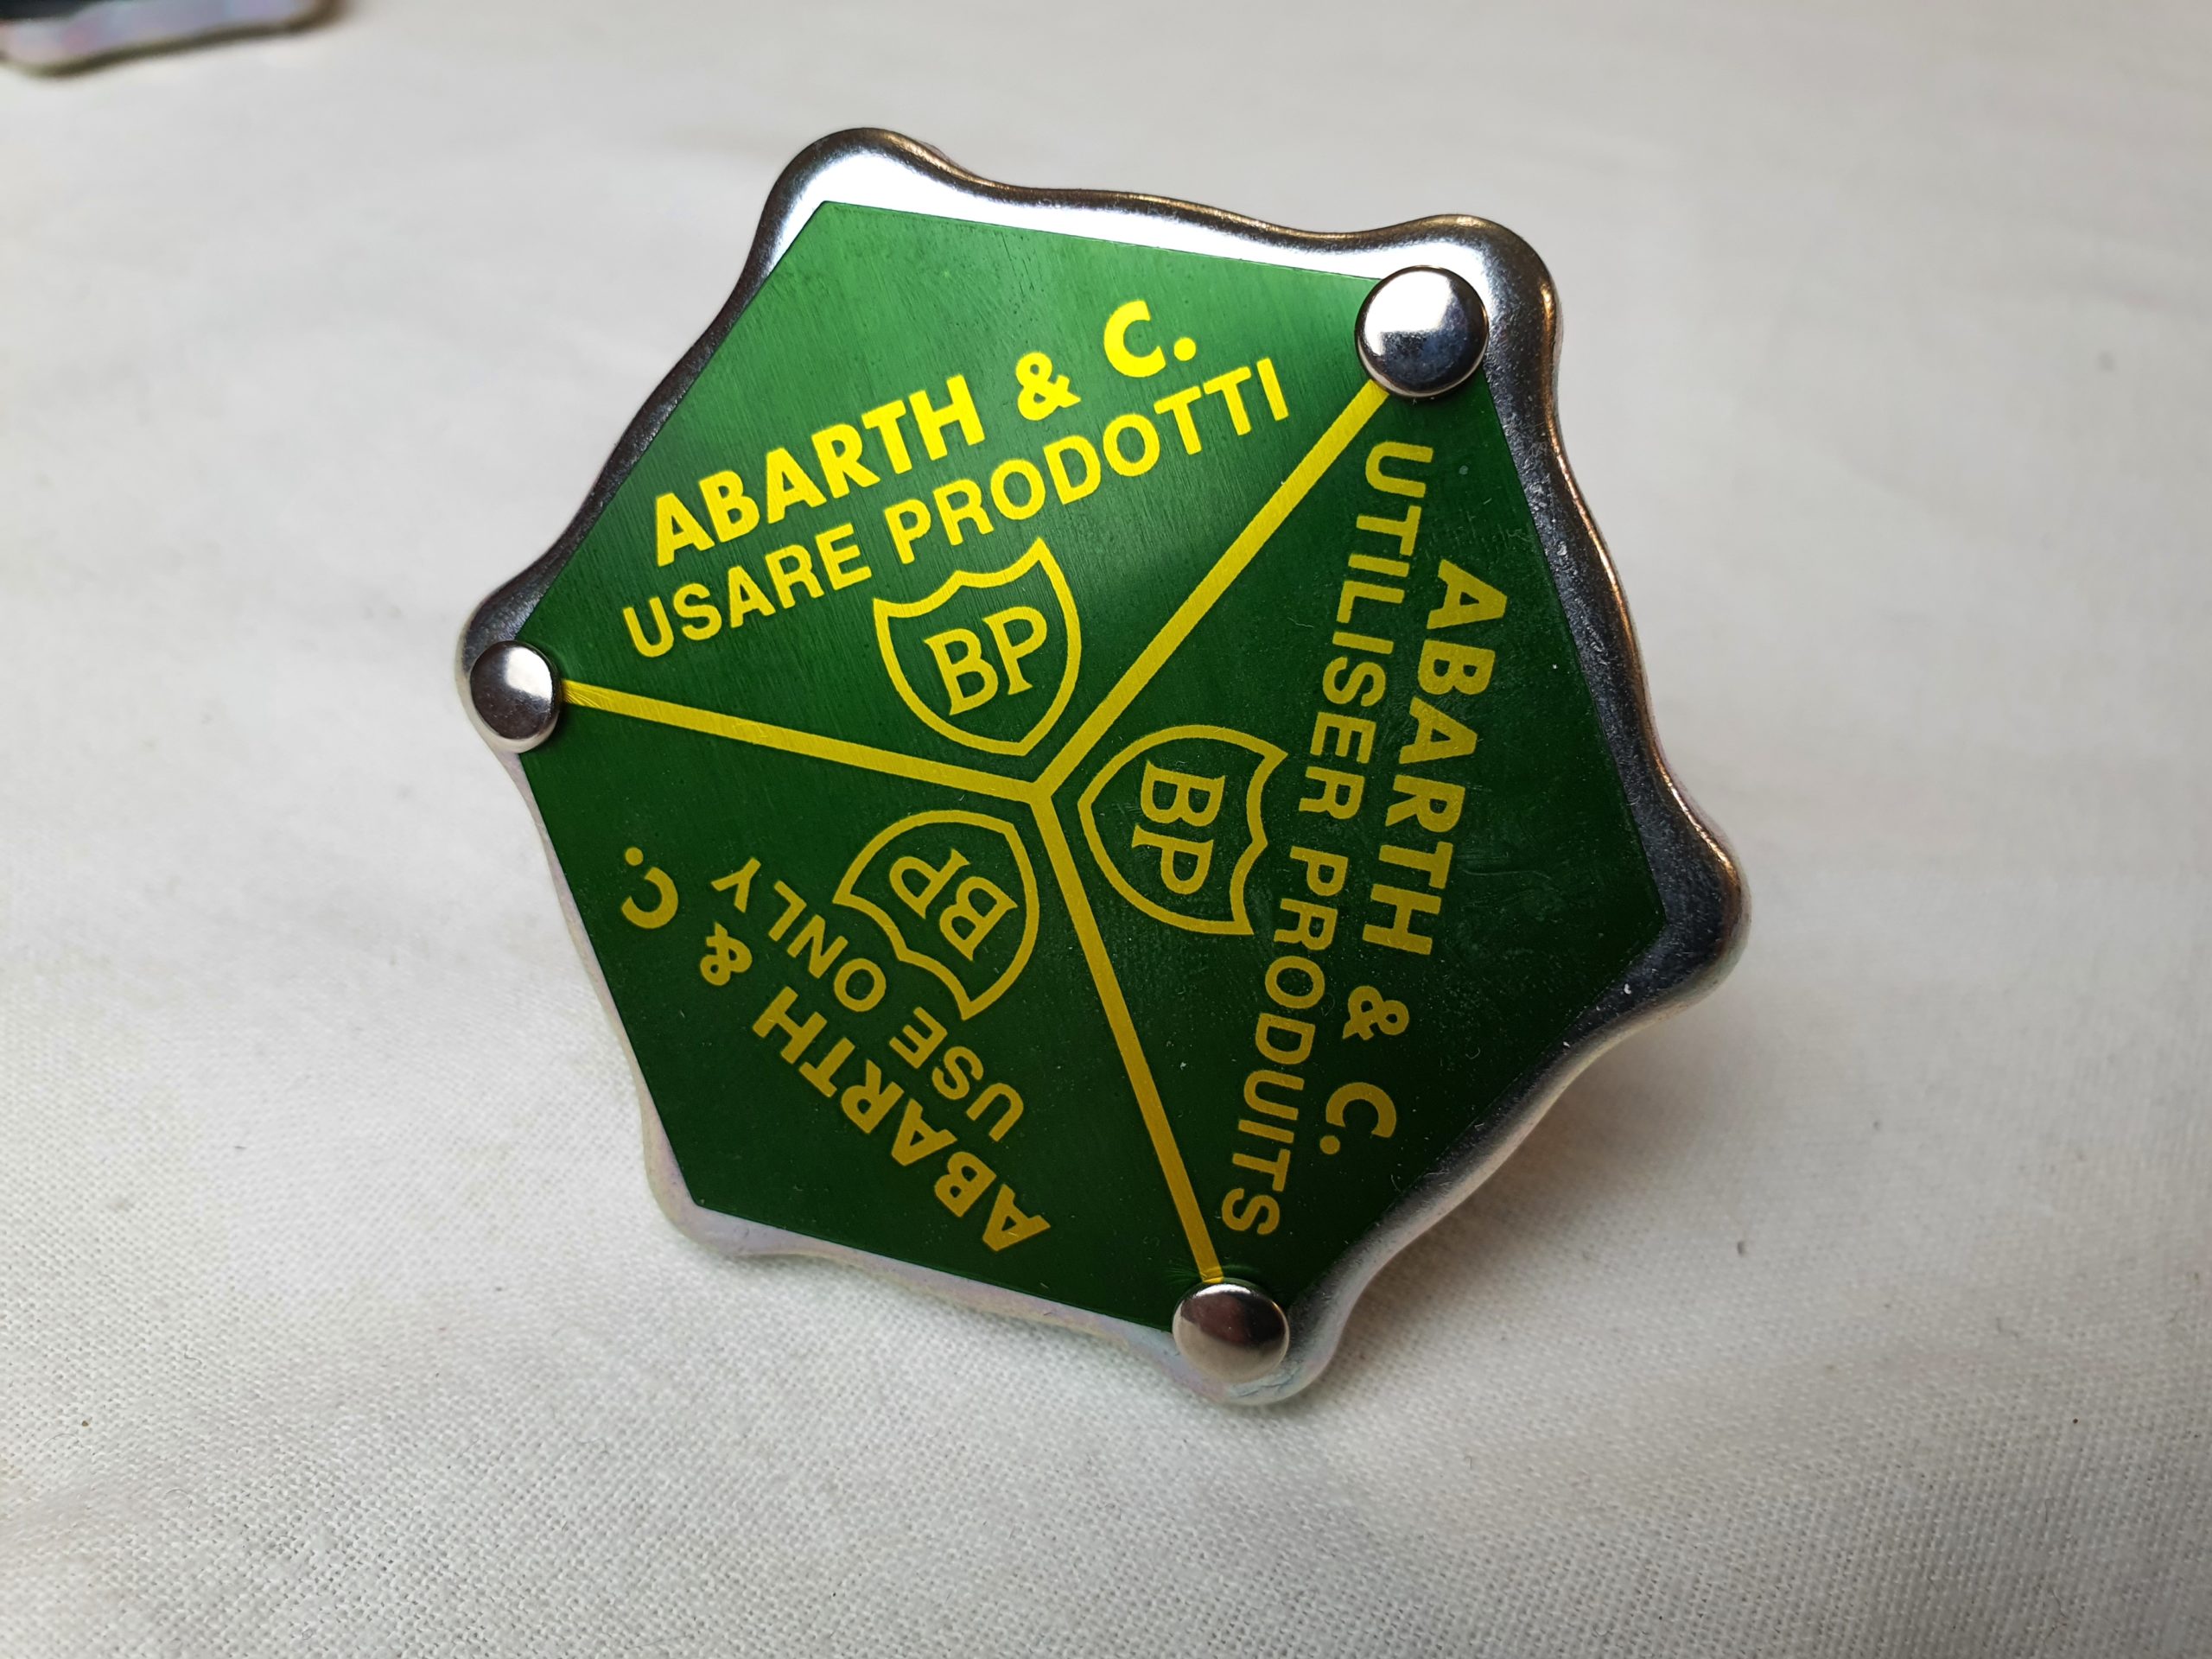 ABARTH & C.
USARE PRODOTTI
BP
ABARTH & C.
UTILISER PRODUITS
BP
ABARTH & C.
USE ONLY
BP